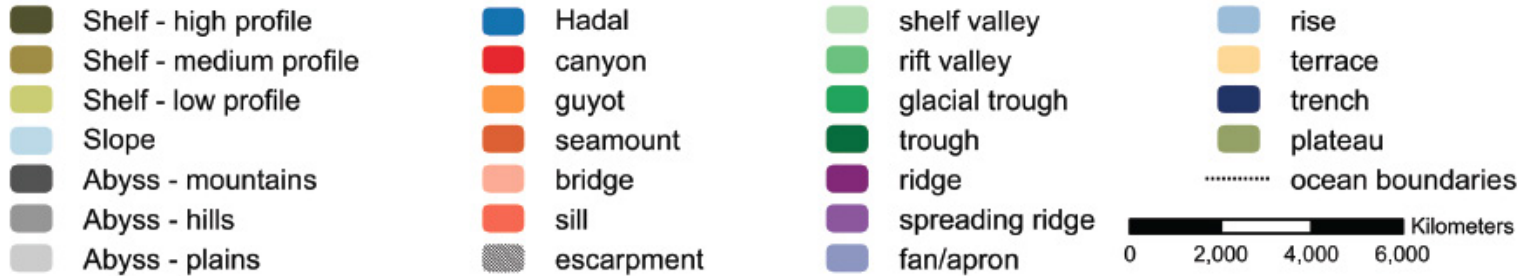 Shelf - high profile
Shelf - medium profile
Shelf - low profile
Slope
Abyss - mountains
Abyss - hills
Abyss - plains
Hadal
canyon
guyot
seamount
bridge
sill
escarpment
shelf valley
rift valley
glacial trough
trough
ridge
spreading ridge
fan/apron
rise
terrace
trench
plateau
ocean boundaries
Kilometers
0 2,000 4,000 6,000